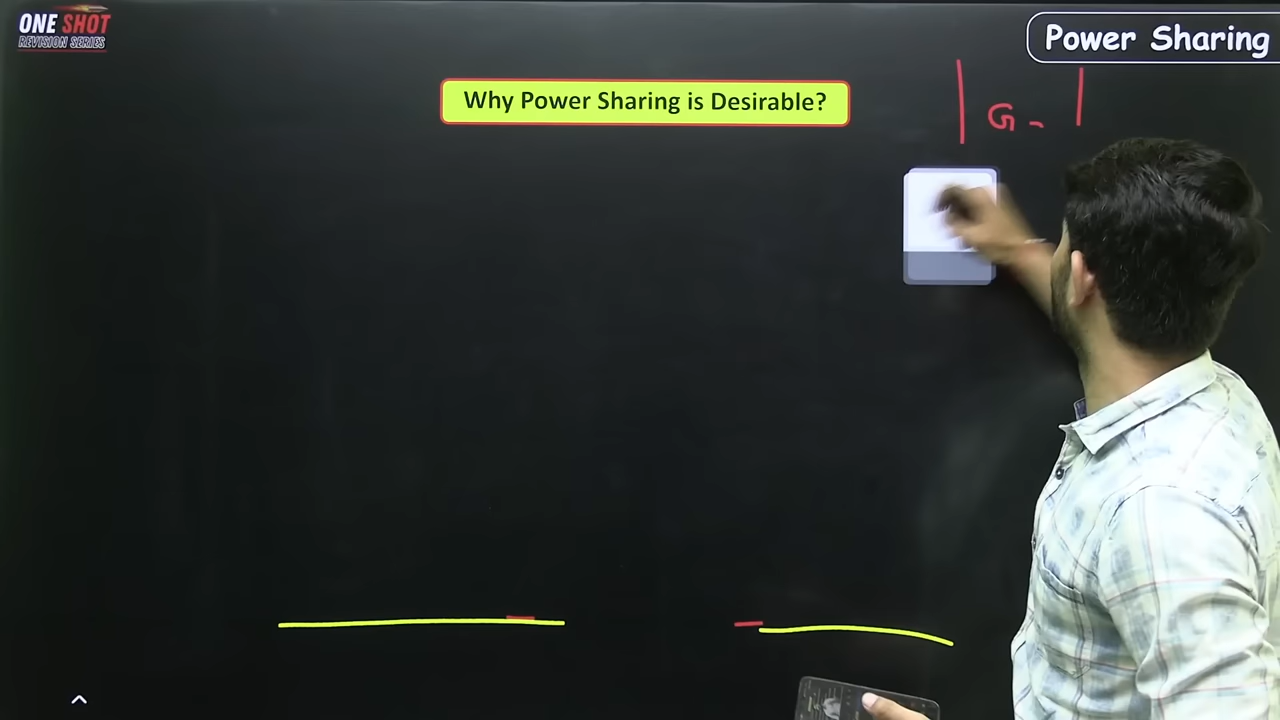 ONE SHOT
REVISION SERIES
Power Sharing
Why Power Sharing is Desirable?
G